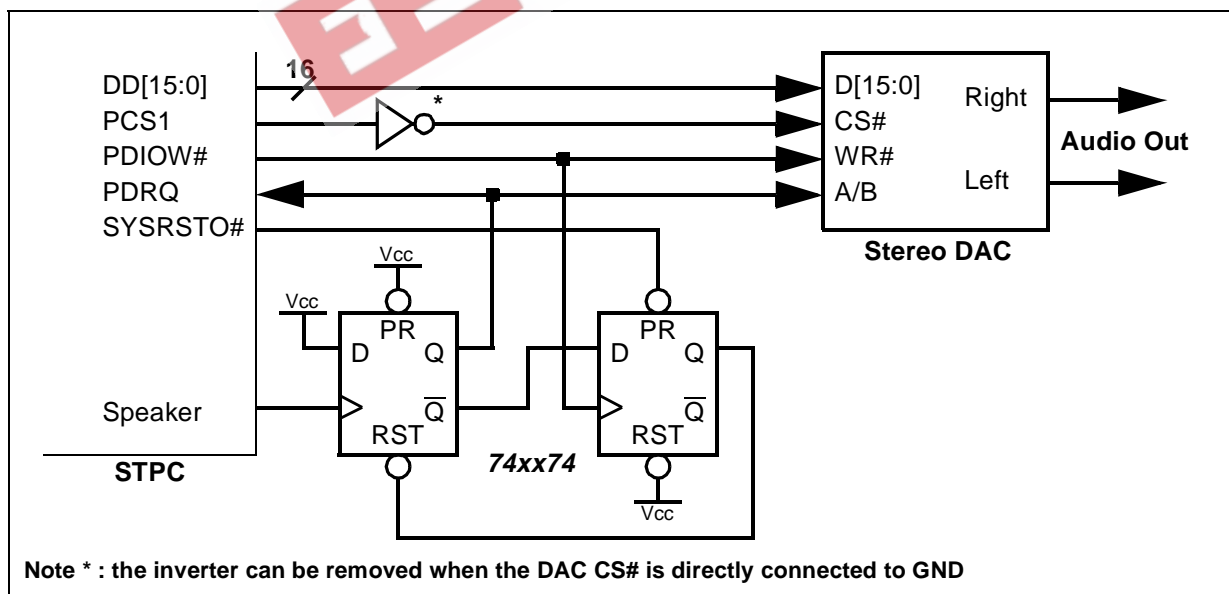 16
DD[15:0]
PCS1
PDIOW#
PDRQ
SYSRSTO#
Speaker
STPC
*
D[15:0]
CS#
WR#
A/B
Right
Left
Audio Out
Stereo DAC
Vcc
Vcc
PR
D Q
Q
RST
74xx74
PR
D Q
Q
RST
Vcc
Note * : the inverter can be removed when the DAC CS# is directly connected to GND